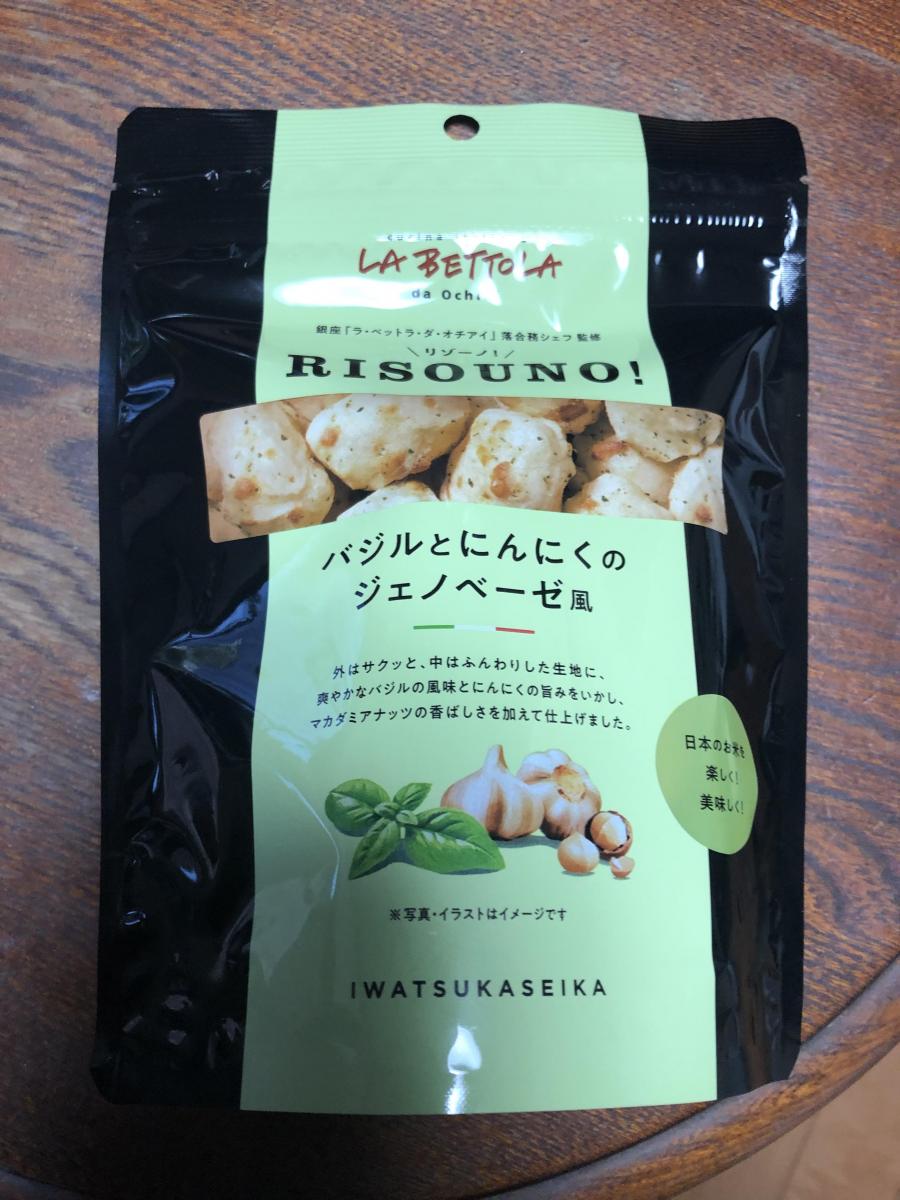 LA BETTOLA
銀座「ラ・ベットラ・ダ・オチアイ」落合務シェフ 監修
\リゾーノ!/
RISOUNO!
バジルとにんにくの
ジェノベーゼ風
外はサクッと、中はふんわりした生地に、
爽やかなバジルの風味とにんにくの旨みをいかし、
マカダミアナッツの香ばしさを加えて仕上げました。
日本のお米を
楽しく!
美味しく!
※写真・イラストはイメージです
IWATSUKASEIKA